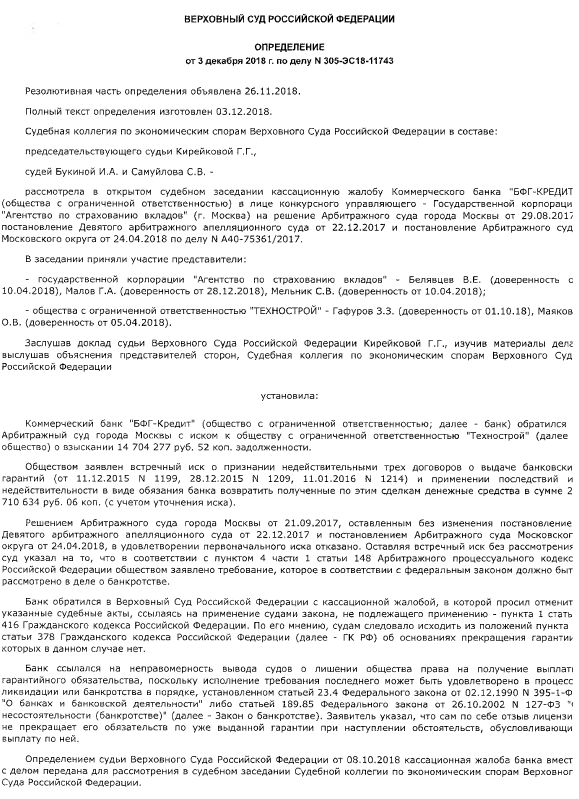 ВЕРХОВНЫЙ СУД РОССИЙСКОЙ ФЕДЕРАЦИИ
ОПРЕДЕЛЕНИЕ
от 3 декабря 2018 г. по делу N 305-ЭС18-11743
Резолютивная часть определения объявлена 26.11.2018.
Полный текст определения изготовлен 03.12.2018.
Судебная коллегия по экономическим спорам Верховного Суда Российской Федерации в составе:
председательствующего судьи Кирейковой Г.Г.,
судей Букиной И.А. и Самуйлова С.В. -
рассмотрела в открытом судебном заседании кассационную жалобу Коммерческого банка "БФГ-КРЕДИТ
(общества с ограниченной ответственностью) в лице конкурсного управляющего - Государственной корпораци
"Агентство по страхованию вкладов" (г. Москва) на решение Арбитражного суда города Москвы от 29.08.2017
постановление Девятого арбитражного апелляционного суда от 22.12.2017 и постановление Арбитражного суд
Московского округа от 24.04.2018 по делу N А40-75361/2017.
В заседании приняли участие представители:
- государственной корпорации "Агентство по страхованию вкладов" - Белявцев В.Е. (доверенность о
10.04.2018), Малов Г.А. (доверенность от 28.12.2018), Мельник С.В. (доверенность от 10.04.2018);
- общества с ограниченной ответственностью "ТЕХНОСТРОЙ" - Гафуров З.З. (доверенность от 01.10.18), Маяков
О.В. (доверенность от 05.04.2018).
Заслушав доклад судьи Верховного Суда Российской Федерации Кирейковой Г.Г., изучив материалы дела
выслушав объяснения представителей сторон, Судебная коллегия по экономическим спорам Верховного Суд
Российской Федерации
установила:
Коммерческий банк "БФГ-Кредит" (общество с ограниченной ответственностью; далее - банк) обратился
Арбитражный суд города Москвы с иском к обществу с ограниченной ответственностью "Технострой" (далее
общество) о взыскании 14 704 277 руб. 52 коп. задолженности.
Обществом заявлен встречный иск о признании недействительными трех договоров о выдаче банковски
гарантий (от 11.12.2015 N 1199, 28.12.2015 N 1209, 11.01.2016 N 1214) и применении последствий и
недействительности в виде обязания банка возвратить полученные по этим сделкам денежные средства в сумме 2
710 634 руб. 06 коп. (с учетом уточнения иска).
Решением Арбитражного суда города Москвы от 21.09.2017, оставленным без изменения постановление
Девятого арбитражного апелляционного суда от 22.12.2017 и постановлением Арбитражного суда Московског
округа от 24.04.2018, в удовлетворении первоначального иска отказано. Оставляя встречный иск без рассмотрения
суд указал на то, что в соответствии с пунктом 4 части 1 статьи 148 Арбитражного процессуального кодекс
Российской Федерации обществом заявлено требование, которое в соответствии с федеральным законом должно быт
рассмотрено в деле о банкротстве.
Банк обратился в Верховный Суд Российской Федерации с кассационной жалобой, в которой просил отменит
указанные судебные акты, ссылаясь на применение судами закона, не подлежащего применению - пункта 1 стать
416 Гражданского кодекса Российской Федерации. По его мнению, судам следовало исходить из положений пункта
статьи 378 Гражданского кодекса Российской Федерации (далее - ГК РФ) об основаниях прекращения гарантии
которых в данном случае нет.
Банк ссылался на неправомерность вывода судов о лишении общества права на получение выплаты
гарантийного обязательства, поскольку исполнение требования последнего может быть удовлетворено в процесс
ликвидации или банкротства в порядке, установленном статьей 23.4 Федерального закона от 02.12.1990 N 395-1-Ф
"О банках и банковской деятельности" либо статьей 189.85 Федерального закона от 26.10.2002 N 127-ФЗ "О
несостоятельности (банкротстве)" (далее - Закон о банкротстве). Заявитель указал, что сам по себе отзыв лицензи
не прекращает его обязательств по уже выданной гарантии при наступлении обстоятельств, обусловливающи
выплату по ней.
Определением судьи Верховного Суда Российской Федерации от 08.10.2018 кассационная жалоба банка вмест
с делом передана для рассмотрения в судебном заседании Судебной коллегии по экономическим спорам Верховног
Суда Российской Федерации.